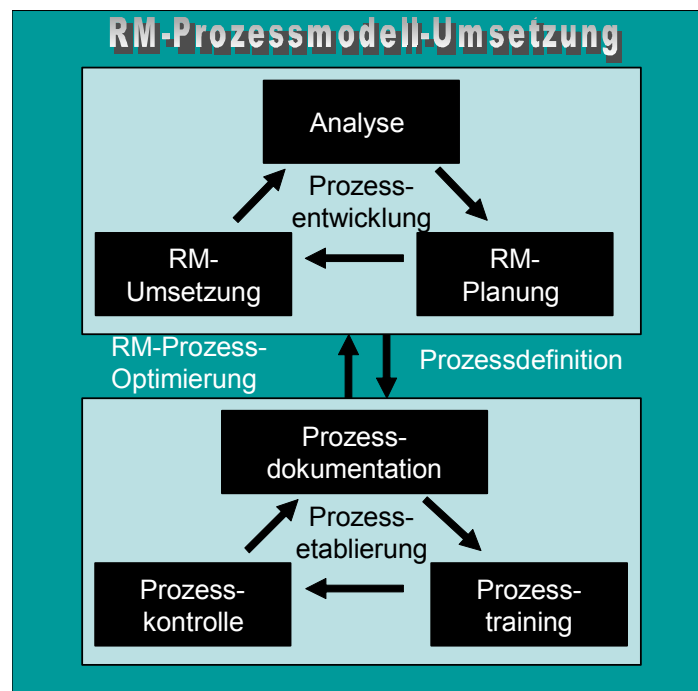 RM-Prozessmodell-Umsetzung
Analyse
Prozess-
entwicklung
RM-
Umsetzung
RM-
Planung
RM-Prozess-
Optimierung
Prozessdefinition
Prozess-
dokumentation
Prozess-
etablierung
Prozess-
kontrolle
Prozess-
training